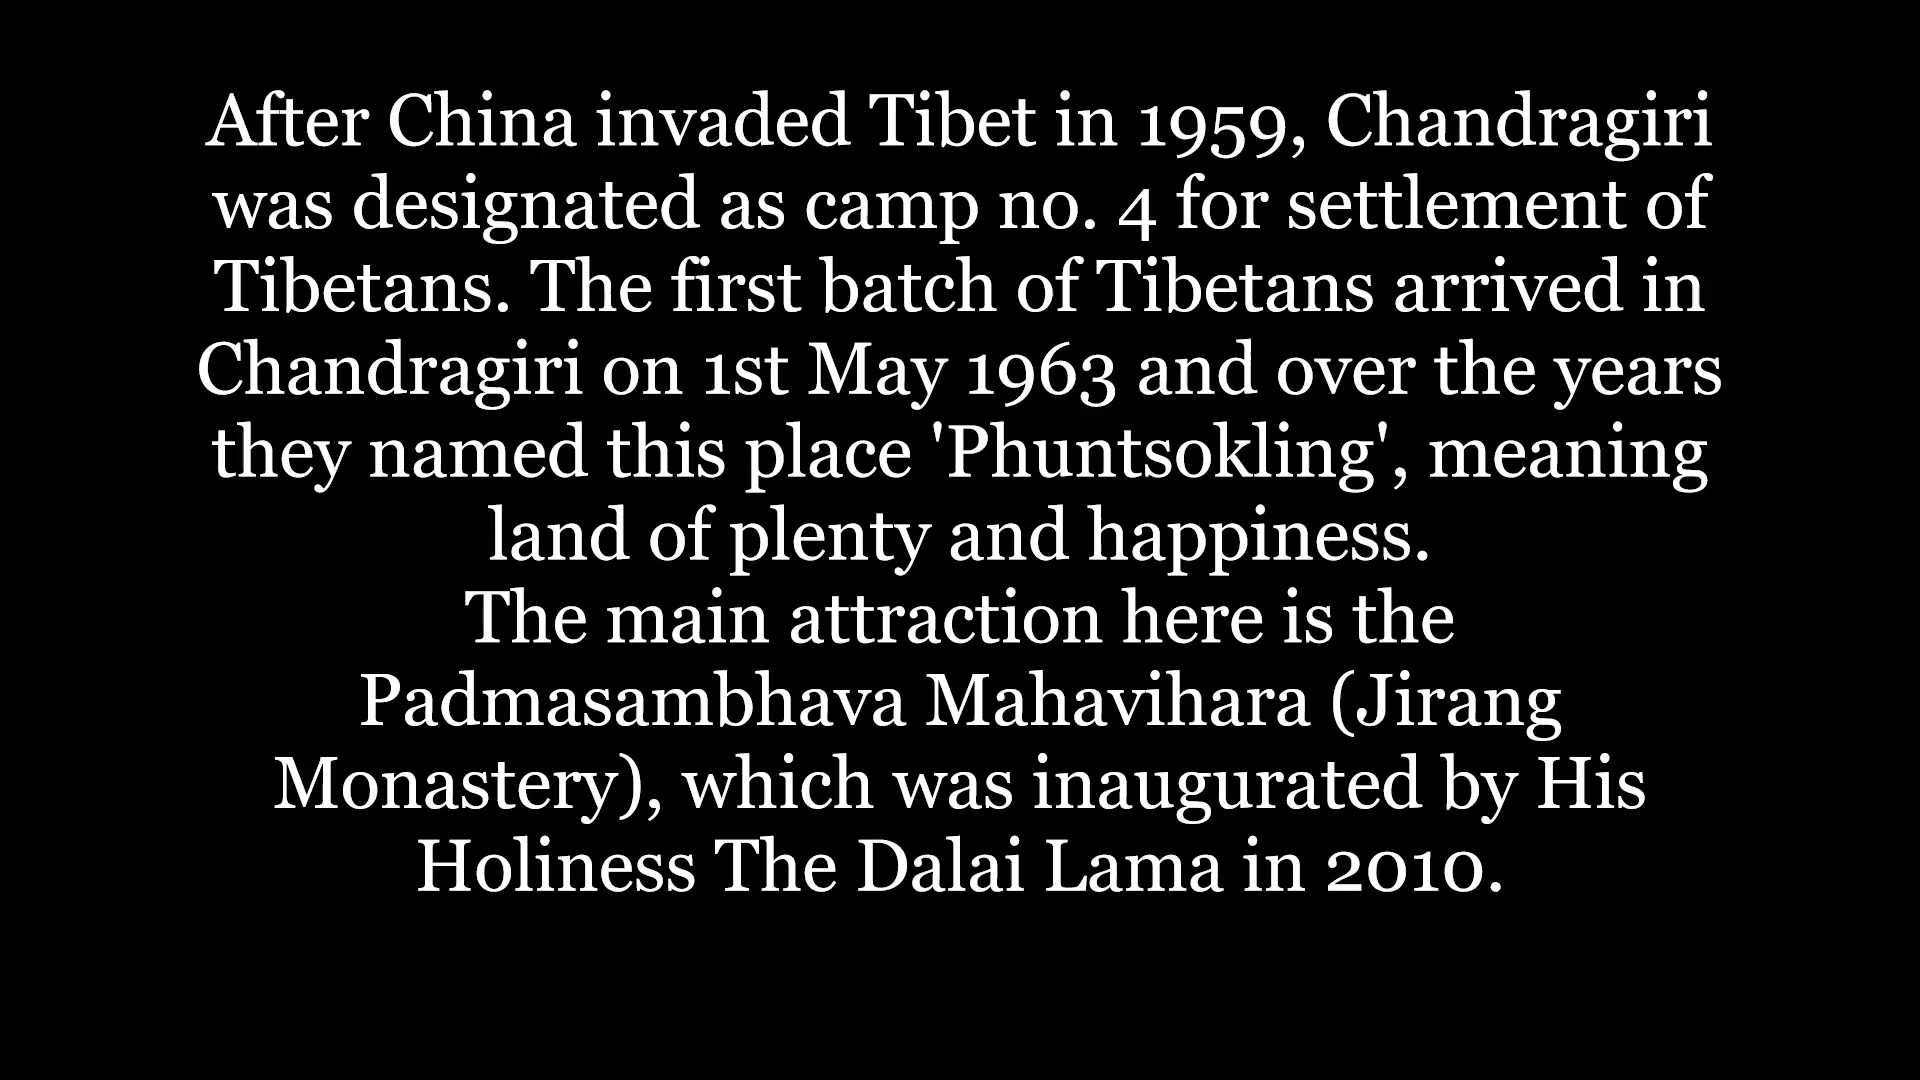 After China invaded Tibet in 1959, Chandragiri
was designated as camp no. 4 for settlement of
Tibetans. The first batch of Tibetans arrived in
Chandragiri on 1st May 1963 and over the years
they named this place 'Phuntsokling', meaning
land of plenty and happiness.
The main attraction here is the
Padmasambhava Mahavihara (Jirang
Monastery), which was inaugurated by His
Holiness The Dalai Lama in 2010.